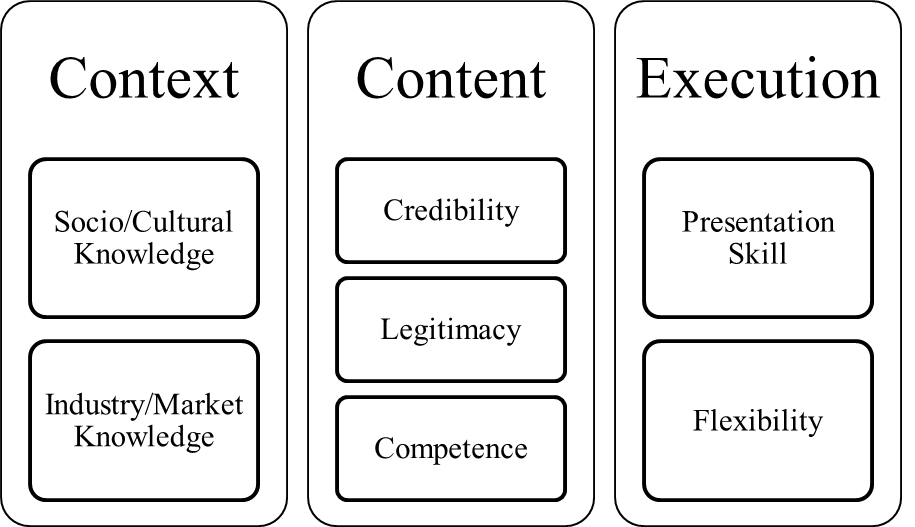 Context
Socio/Cultural
Knowledge
Industry/Market
Knowledge
Content
Credibility
Legitimacy
Competence
Execution
Presentation
Skill
Flexibility